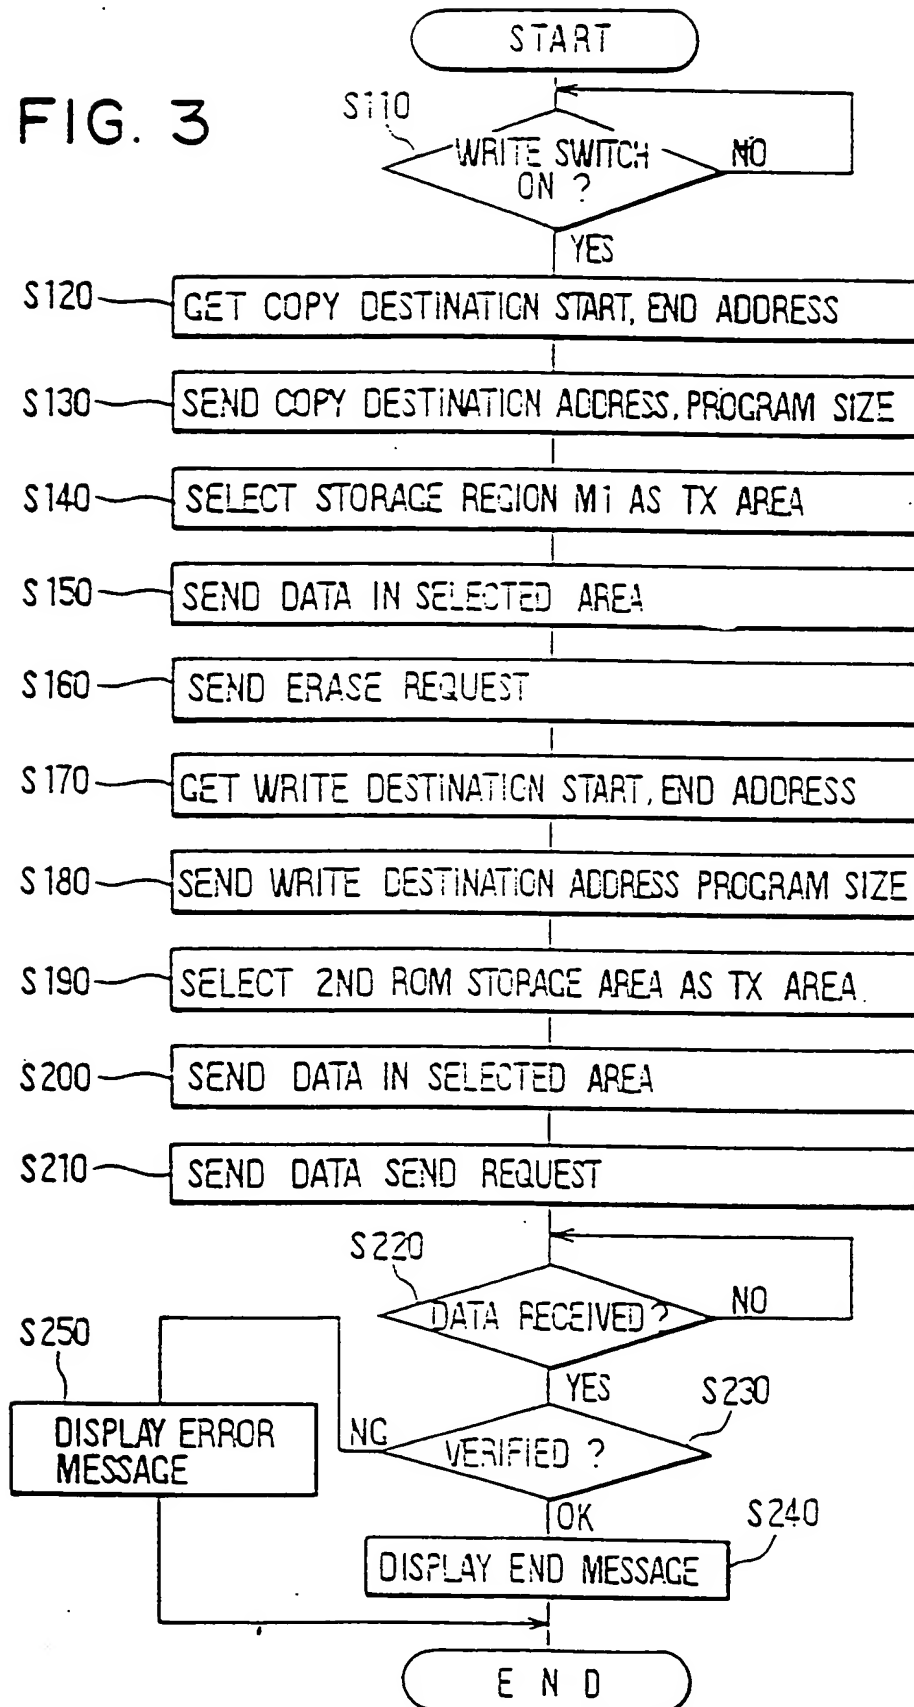 FIG. 3
START
S110
WRITE SWITCH
ON ?
NO
YES
S120
GET COPY DESTINATION START, END ADDRESS
S130
SEND COPY DESTINATION ADDRESS, PROGRAM SIZE
S140
SELECT STORAGE REGION M1 AS TX AREA
S150
SEND DATA IN SELECTED AREA
S160
SEND ERASE REQUEST
S170
GET WRITE DESTINATION START, END ADDRESS
S180
SEND WRITE DESTINATION ADDRESS PROGRAM SIZE
S190
SELECT 2ND ROM STORAGE AREA AS TX AREA
S200
SEND DATA IN SELECTED AREA
S210
SEND DATA SEND REQUEST
S220
DATA RECEIVED ?
NO
YES
S230
VERIFIED ?
NG
OK
S250
DISPLAY ERROR
MESSAGE
S240
DISPLAY END MESSAGE
END